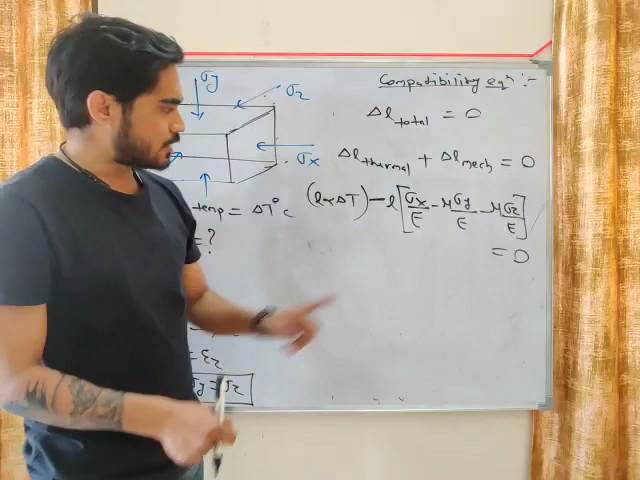 σy
σz
σx
temp = ΔT°c
= ?
= εz
σy = σz
Compatibility eqⁿ :-
Δl total = 0
Δl thermal + Δl mech = 0
(lαΔT) - l[σx/E - μσy/E - μσz/E]
= 0